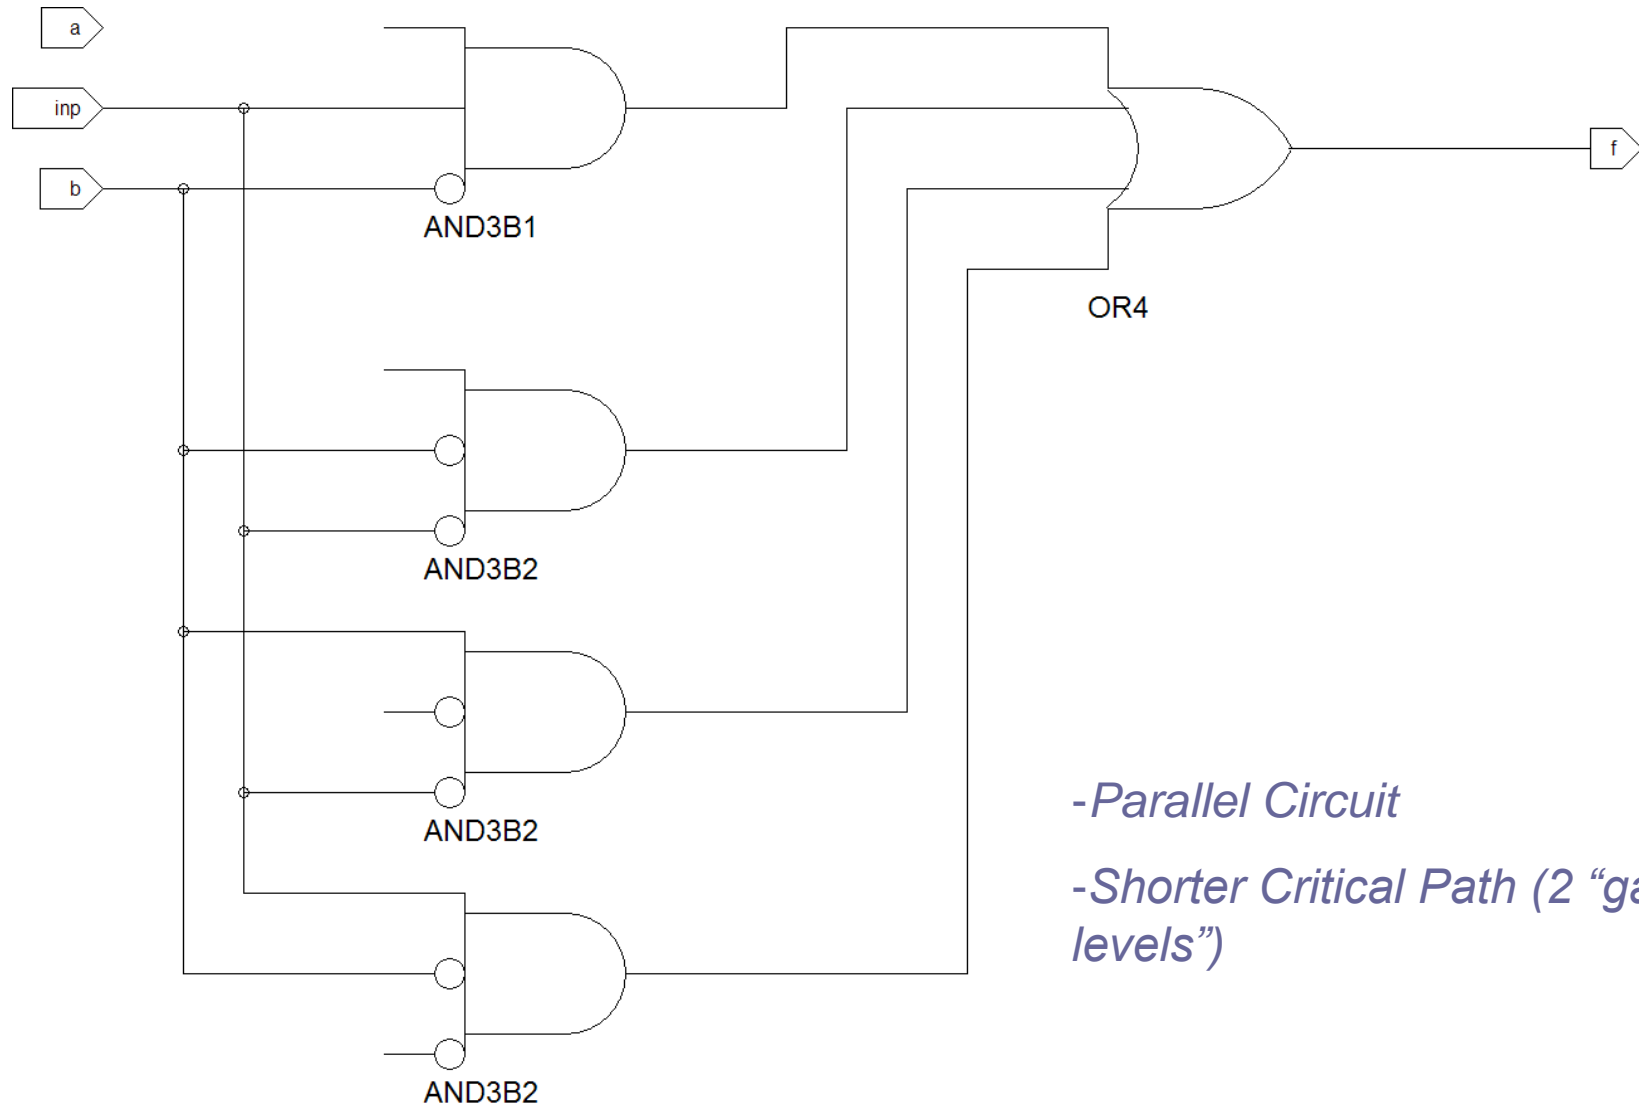 a
inp
b
AND3B1
OR4
f
AND3B2
AND3B2
AND3B2
-Parallel Circuit
-Shorter Critical Path (2 “ga
levels”)